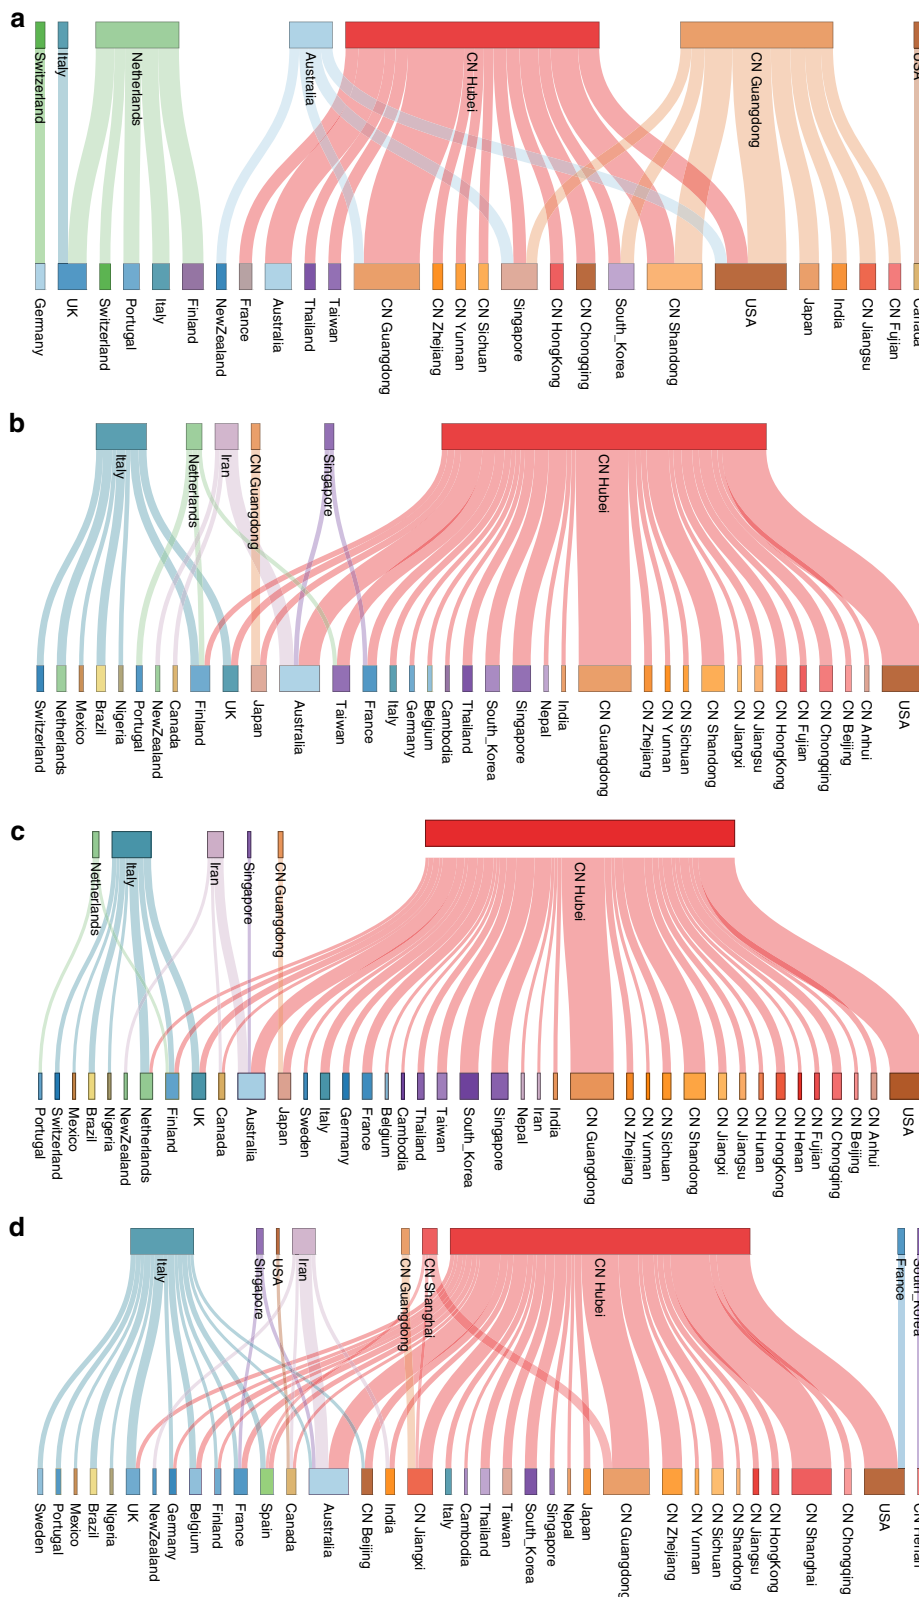 a
Switzerland
Italy
Netherlands
Australia
CN Hubei
CN Guangdong
USA
Germany
UK
Switzerland
Portugal
Italy
Finland
NewZealand
France
Australia
Thailand
Taiwan
CN Guangdong
CN Zhejiang
CN Yunnan
CN Sichuan
Singapore
CN HongKong
CN Chongqing
South_Korea
CN Shandong
USA
Japan
India
CN Jiangsu
CN Fujian
Canada
b
Italy
Netherlands
Iran
CN Guangdong
Singapore
CN Hubei
Switzerland
Netherlands
Mexico
Brazil
Nigeria
Portugal
NewZealand
Canada
Finland
UK
Japan
Australia
Taiwan
France
Italy
Germany
Belgium
Cambodia
Thailand
South_Korea
Singapore
Nepal
India
CN Guangdong
CN Zhejiang
CN Yunnan
CN Sichuan
CN Shandong
CN Jiangxi
CN Jiangsu
CN HongKong
CN Fujian
CN Chongqing
CN Beijing
CN Anhui
USA
c
Netherlands
Italy
Iran
Singapore
CN Guangdong
CN Hubei
Portugal
Switzerland
Mexico
Brazil
Nigeria
NewZealand
Netherlands
Finland
UK
Canada
Australia
Japan
Sweden
Italy
Germany
France
Belgium
Cambodia
Thailand
Taiwan
South_Korea
Singapore
Nepal
Iran
India
CN Guangdong
CN Zhejiang
CN Yunnan
CN Sichuan
CN Shandong
CN Jiangxi
CN Jiangsu
CN Hunan
CN HongKong
CN Henan
CN Fujian
CN Chongqing
CN Beijing
CN Anhui
USA
d
Italy
Singapore
USA
Iran
CN Guangdong
CN Shanghai
CN Hubei
France
South_Korea
Sweden
Portugal
Mexico
Brazil
Nigeria
UK
NewZealand
Germany
Belgium
Finland
France
Spain
Canada
Australia
CN Beijing
India
CN Jiangxi
Italy
Cambodia
Thailand
Taiwan
South_Korea
Singapore
Nepal
Japan
CN Guangdong
CN Zhejiang
CN Yunnan
CN Sichuan
CN Shandong
CN Jiangsu
CN HongKong
CN Shanghai
CN Chongqing
USA
CN Henan